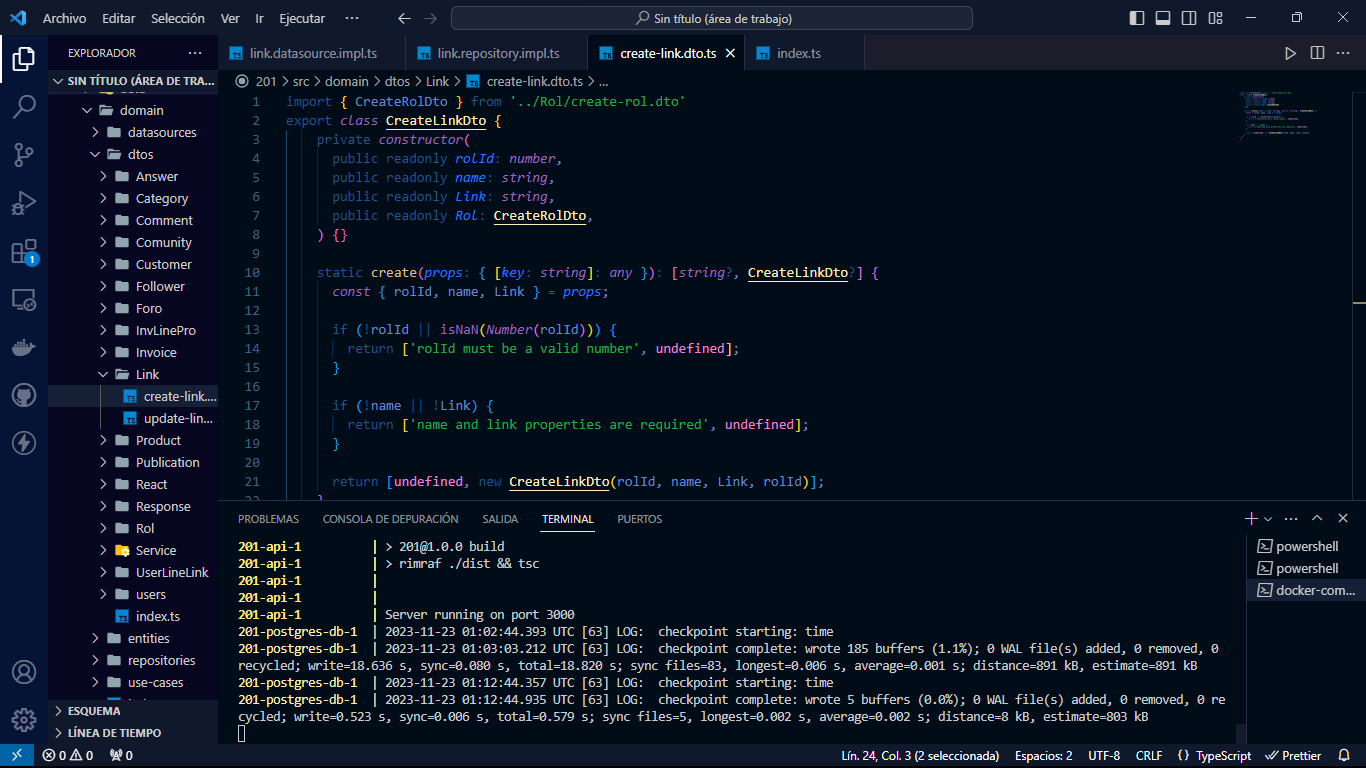 Archivo Editar Selección Ver Ir Ejecutar ··· Sin título (área de trabajo)
EXPLORADOR ···
SIN TÍTULO (ÁREA DE TRA...
domain
datasources
dtos
Answer
Category
Comment
Comunity
Customer
Follower
Foro
InvLinePro
Invoice
Link
create-link....
update-lin...
Product
Publication
React
Response
Rol
Service
UserLineLink
users
index.ts
entities
repositories
use-cases
ESQUEMA
LÍNEA DE TIEMPO
1
link.datasource.impl.ts link.repository.impl.ts create-link.dto.ts index.ts
201 > src > domain > dtos > Link > create-link.dto.ts > ...
1 import { CreateRolDto } from '../Rol/create-rol.dto'
2 export class CreateLinkDto {
3 private constructor(
4 public readonly rolId: number,
5 public readonly name: string,
6 public readonly Link: string,
7 public readonly Rol: CreateRolDto,
8 ) {}
9
10 static create(props: { [key: string]: any }): [string?, CreateLinkDto?] {
11 const { rolId, name, Link } = props;
12
13 if (!rolId || isNaN(Number(rolId))) {
14 return ['rolId must be a valid number', undefined];
15 }
16
17 if (!name || !Link) {
18 return ['name and link properties are required', undefined];
19 }
20
21 return [undefined, new CreateLinkDto(rolId, name, Link, rolId)];
22 }
PROBLEMAS CONSOLA DE DEPURACIÓN SALIDA TERMINAL PUERTOS
201-api-1 | > 201@1.0.0 build
201-api-1 | > rimraf ./dist && tsc
201-api-1 |
201-api-1 |
201-api-1 | Server running on port 3000
201-postgres-db-1 | 2023-11-23 01:02:44.393 UTC [63] LOG: checkpoint starting: time
201-postgres-db-1 | 2023-11-23 01:03:03.212 UTC [63] LOG: checkpoint complete: wrote 185 buffers (1.1%); 0 WAL file(s) added, 0 removed, 0
recycled; write=18.636 s, sync=0.080 s, total=18.820 s; sync files=83, longest=0.006 s, average=0.001 s; distance=891 kB, estimate=891 kB
201-postgres-db-1 | 2023-11-23 01:12:44.357 UTC [63] LOG: checkpoint starting: time
201-postgres-db-1 | 2023-11-23 01:12:44.935 UTC [63] LOG: checkpoint complete: wrote 5 buffers (0.0%); 0 WAL file(s) added, 0 removed, 0 re
cycled; write=0.523 s, sync=0.006 s, total=0.579 s; sync files=5, longest=0.002 s, average=0.002 s; distance=8 kB, estimate=803 kB
powershell
powershell
docker-com...
0 0 0 Lín. 24, Col. 3 (2 seleccionada) Espacios: 2 UTF-8 CRLF {} TypeScript Prettier